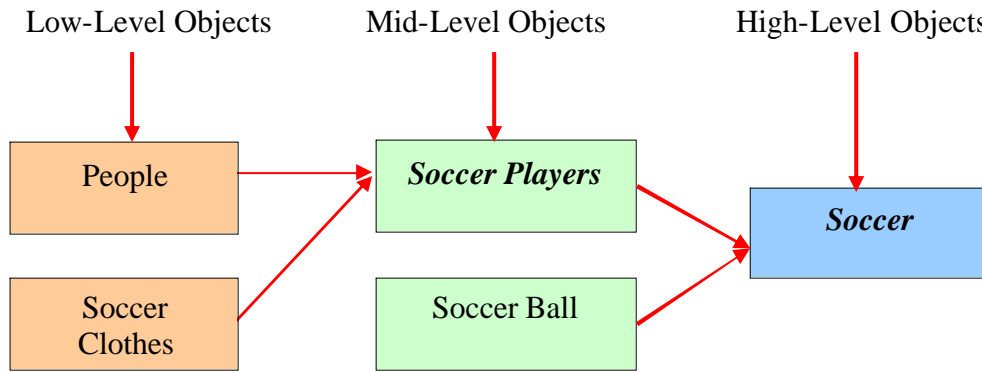 Low-Level Objects
Mid-Level Objects
High-Level Objects
People
Soccer Players
Soccer
Soccer
Clothes
Soccer Ball